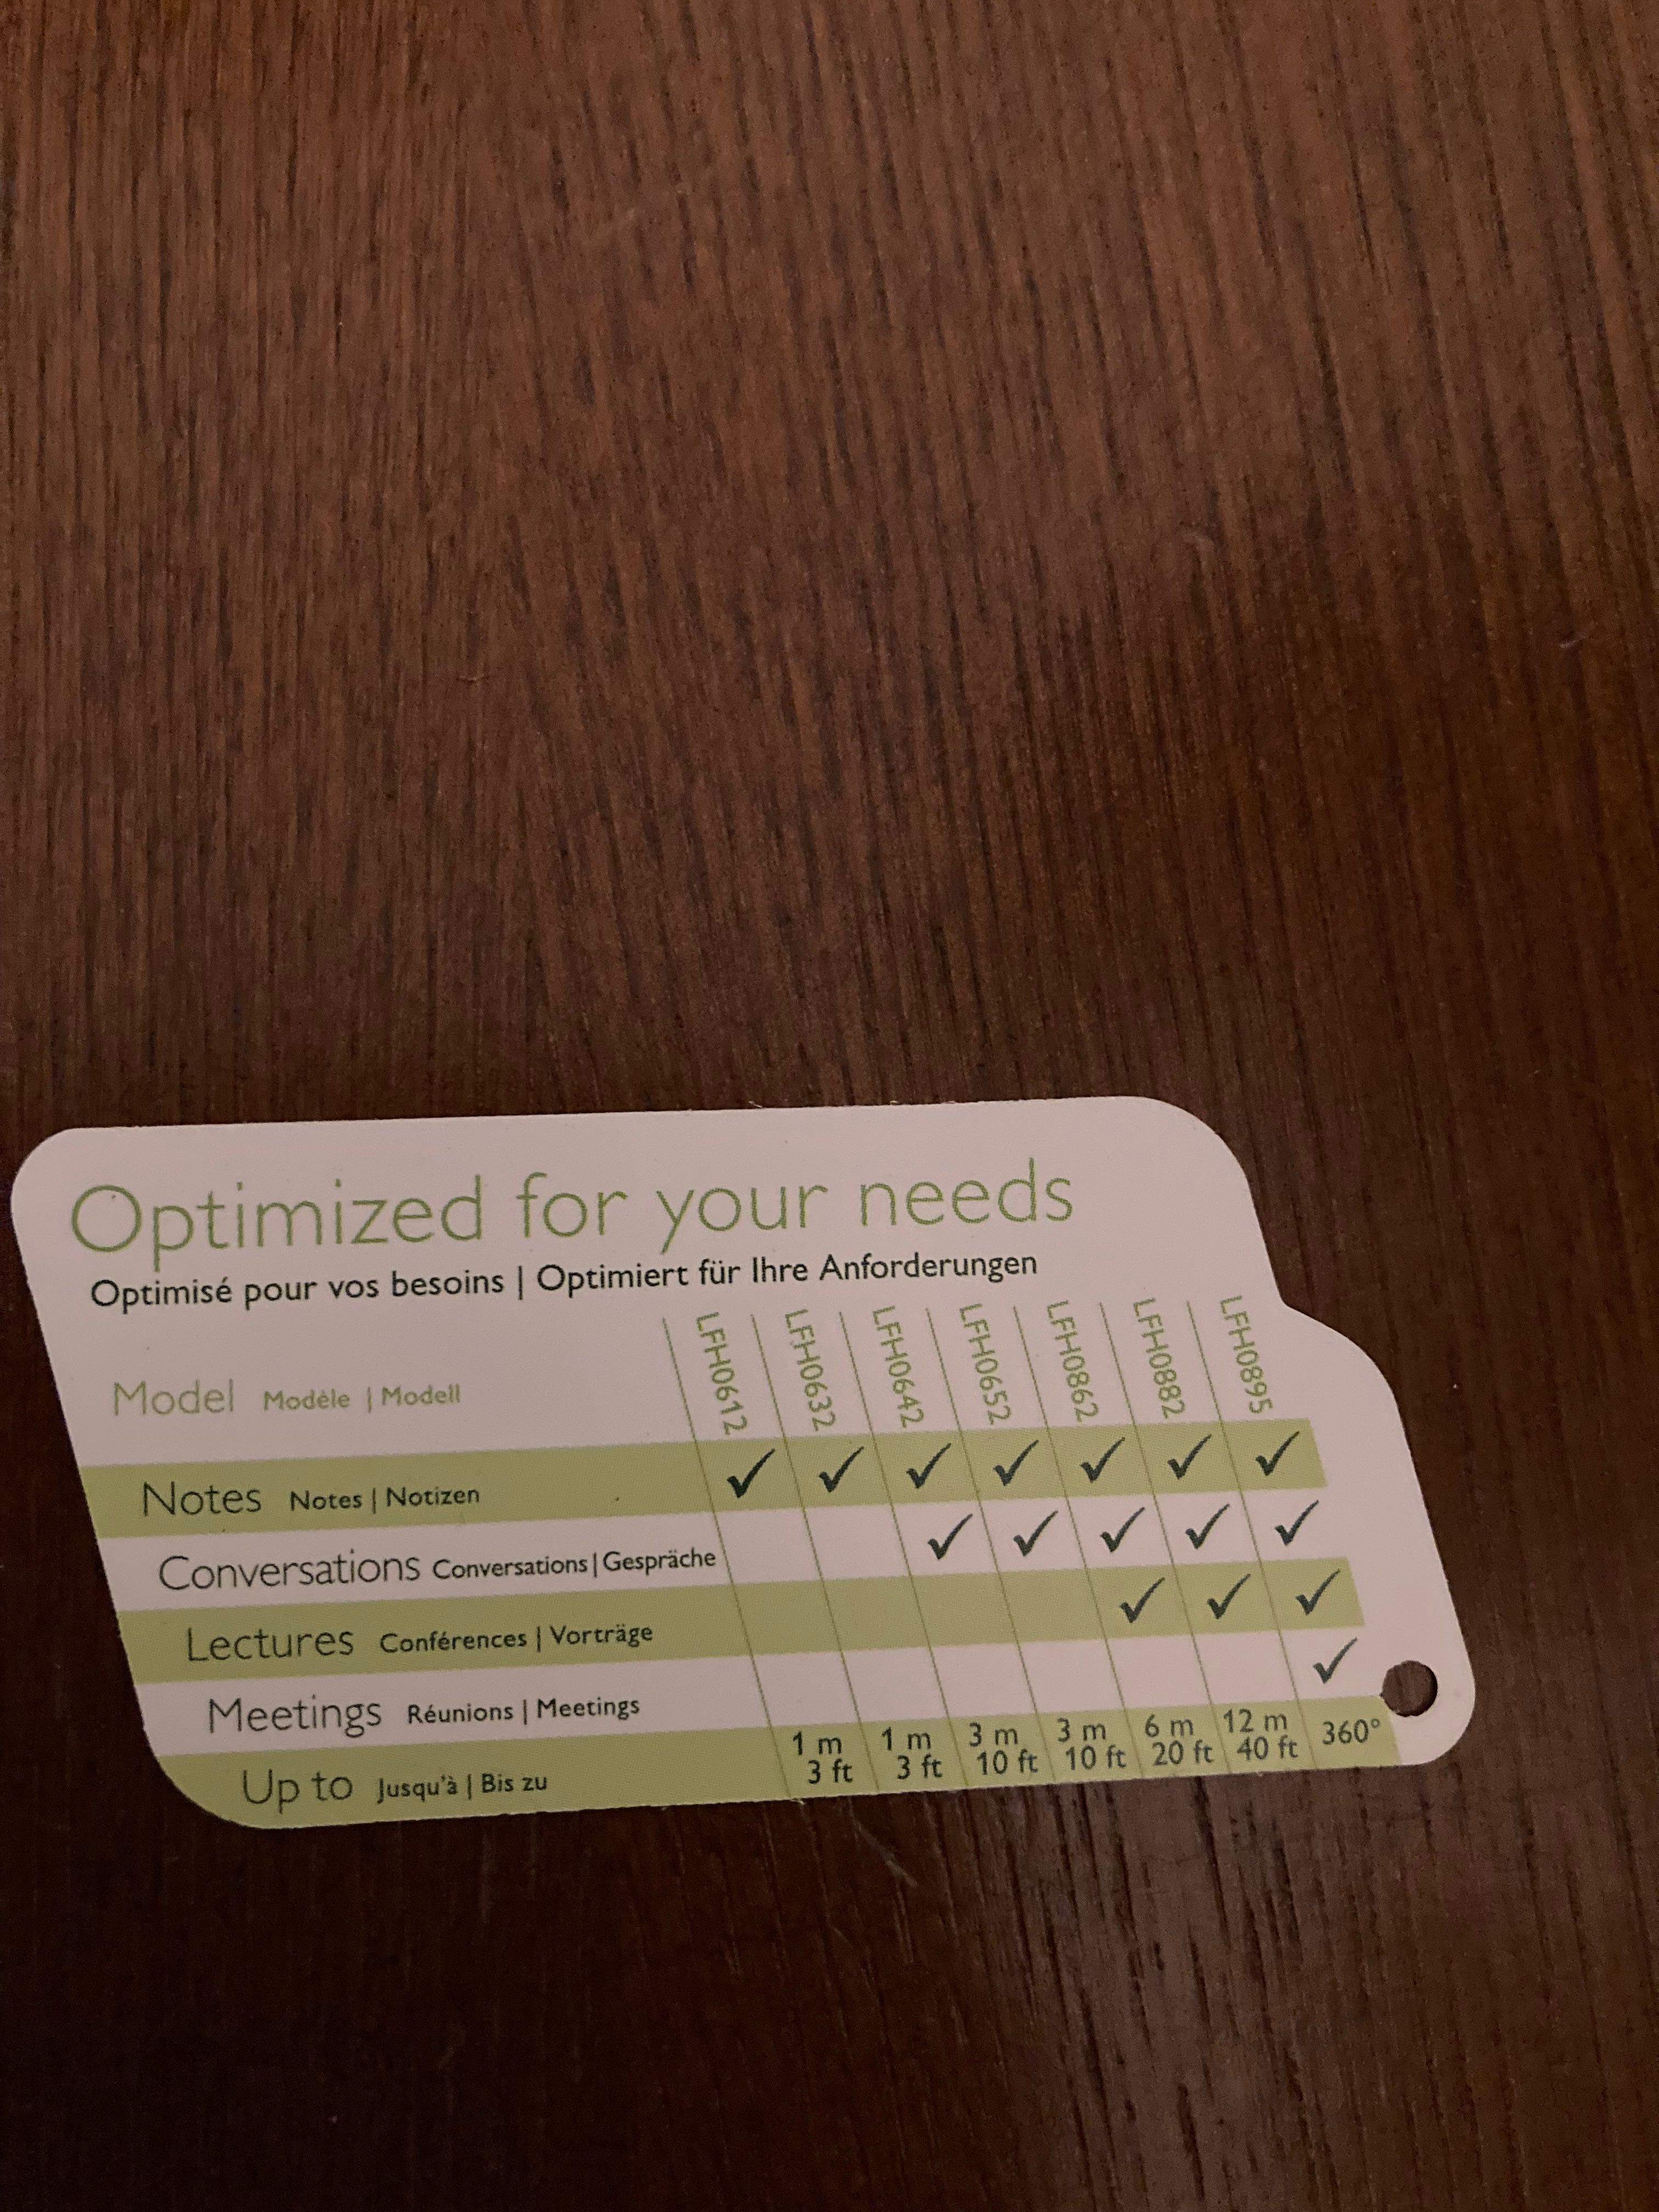 Optimized for your needs
Optimisé pour vos besoins | Optimiert für Ihre Anforderungen
Model Modèle | Modell LFH0612 LFH0632 LFH0642 LFH0652 LFH0862 LFH0882 LFH0895
Notes Notes | Notizen ✓ ✓ ✓ ✓ ✓ ✓ ✓
Conversations Conversations | Gespräche ✓ ✓ ✓ ✓ ✓
Lectures Conférences | Vorträge ✓ ✓ ✓
Meetings Réunions | Meetings ✓
Up to Jusqu'à | Bis zu 1 m 1 m 3 m 3 m 6 m 12 m 360°
3 ft 3 ft 10 ft 10 ft 20 ft 40 ft